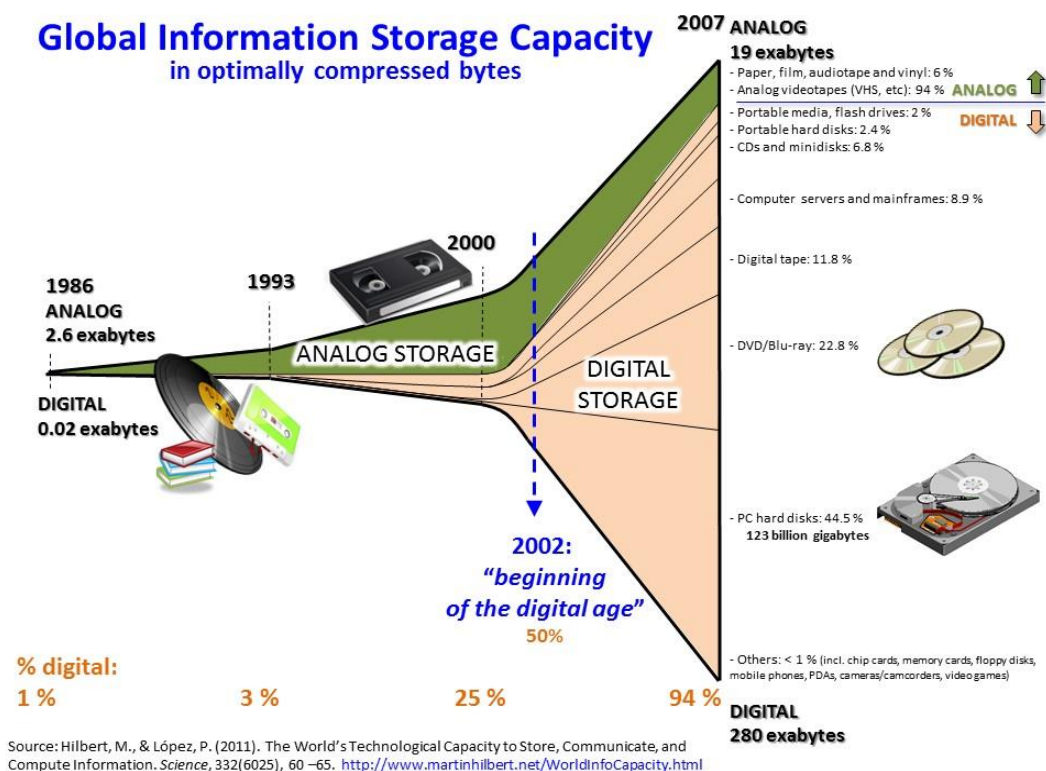 Global Information Storage Capacity
in optimally compressed bytes
2007
ANALOG
19 exabytes
- Paper, film, audiotape and vinyl: 6 %
- Analog videotapes (VHS, etc): 94 %
ANALOG
- Portable media, flash drives: 2 %
DIGITAL
- Portable hard disks: 2.4 %
- CDs and minidisks: 6.8 %
- Computer servers and mainframes: 8.9 %
- Digital tape: 11.8 %
- DVD/Blu-ray: 22.8 %
- PC hard disks: 44.5 %
123 billion gigabytes
- Others: < 1 % (incl. chip cards, memory cards, floppy disks,
mobile phones, PDAs, cameras/camcorders, video games)
DIGITAL
280 exabytes
1986
ANALOG
2.6 exabytes
DIGITAL
0.02 exabytes
1993
2000
ANALOG STORAGE
DIGITAL
STORAGE
2002:
“beginning
of the digital age”
50%
% digital:
1 %
3 %
25 %
94 %
Source: Hilbert, M., & López, P. (2011). The World’s Technological Capacity to Store, Communicate, and
Compute Information. Science, 332(6025), 60 –65. http://www.martinhilbert.net/WorldInfoCapacity.html